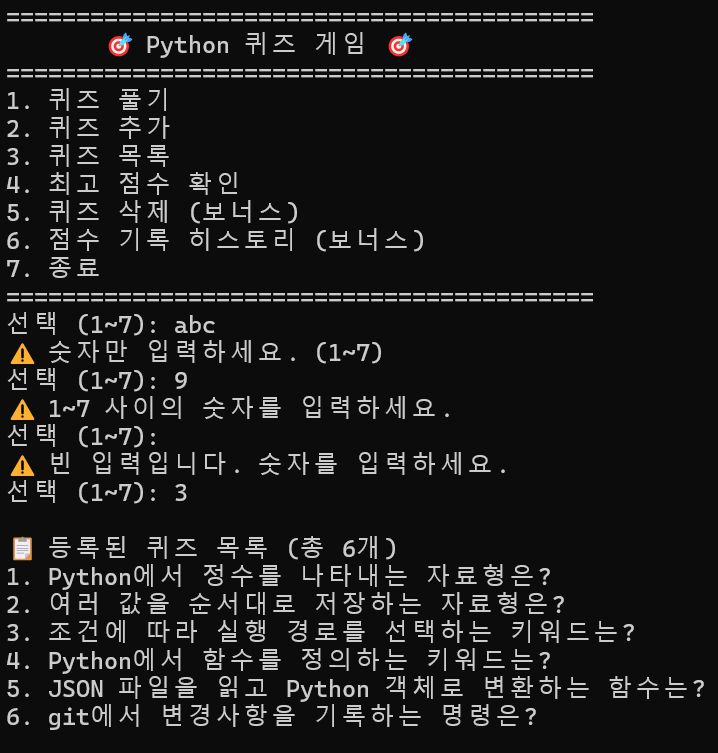 ==========================================
🎯 Python 퀴즈 게임 🎯
==========================================
1. 퀴즈 풀기
2. 퀴즈 추가
3. 퀴즈 목록
4. 최고 점수 확인
5. 퀴즈 삭제 (보너스)
6. 점수 기록 히스토리 (보너스)
7. 종료
==========================================
선택 (1~7): abc
⚠️ 숫자만 입력하세요. (1~7)
선택 (1~7): 9
⚠️ 1~7 사이의 숫자를 입력하세요.
선택 (1~7):
⚠️ 빈 입력입니다. 숫자를 입력하세요.
선택 (1~7): 3
📋 등록된 퀴즈 목록 (총 6개)
1. Python에서 정수를 나타내는 자료형은?
2. 여러 값을 순서대로 저장하는 자료형은?
3. 조건에 따라 실행 경로를 선택하는 키워드는?
4. Python에서 함수를 정의하는 키워드는?
5. JSON 파일을 읽고 Python 객체로 변환하는 함수는?
6. git에서 변경사항을 기록하는 명령은?